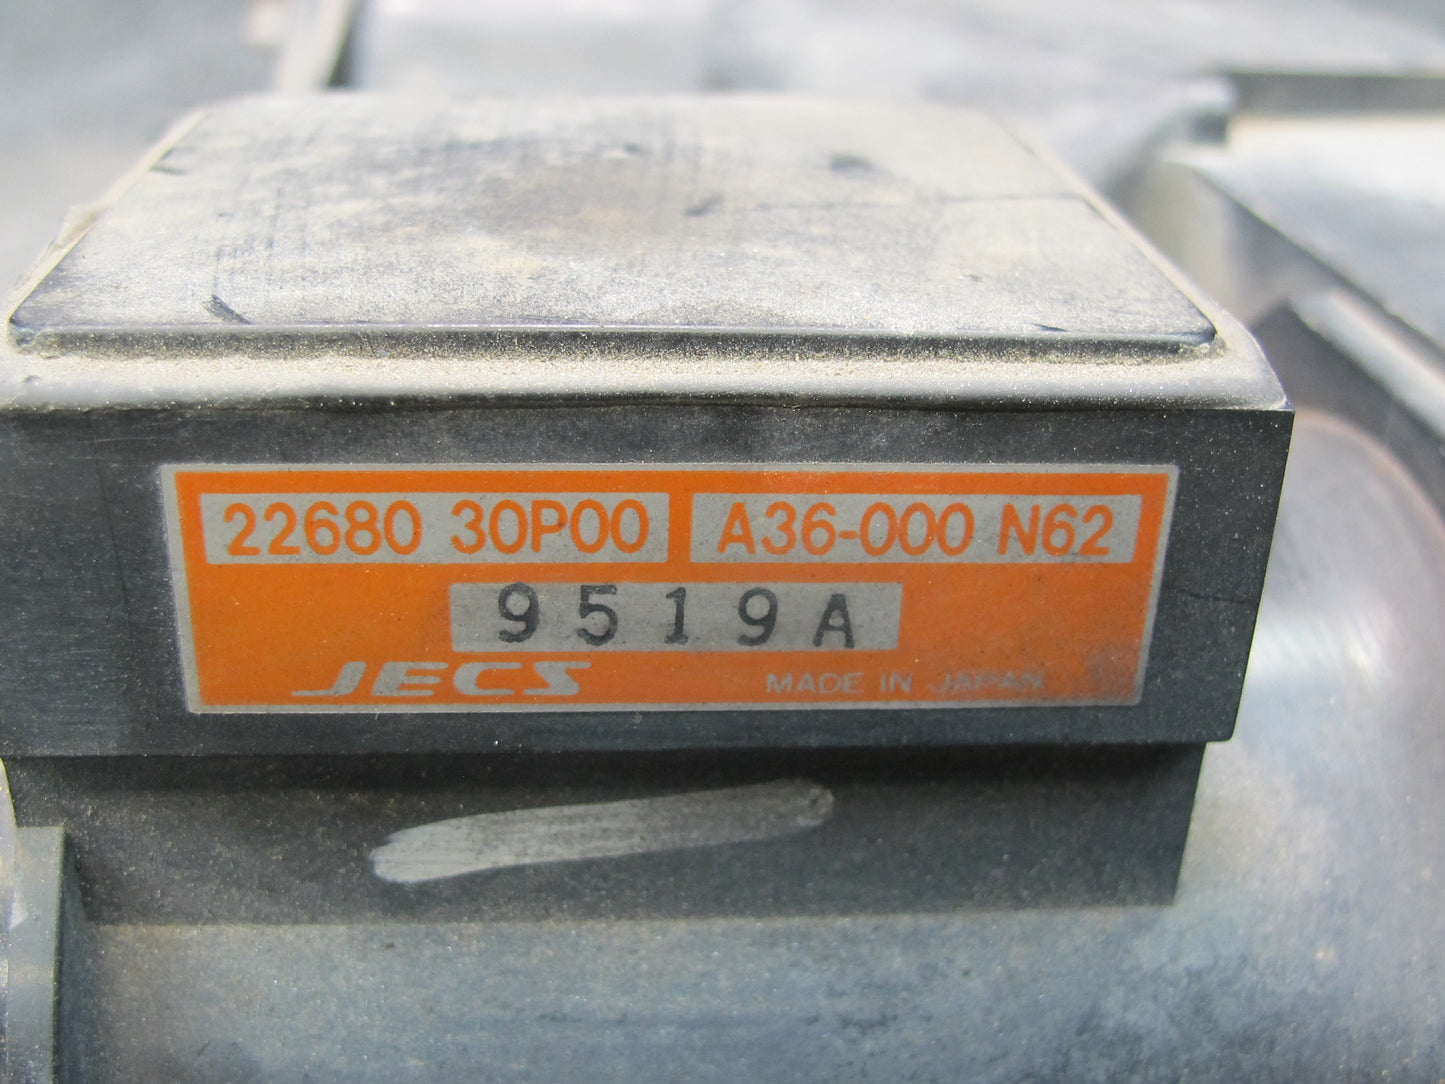 22680 30P00 A36-000 N62
9519A
JECS MADE IN JAPAN